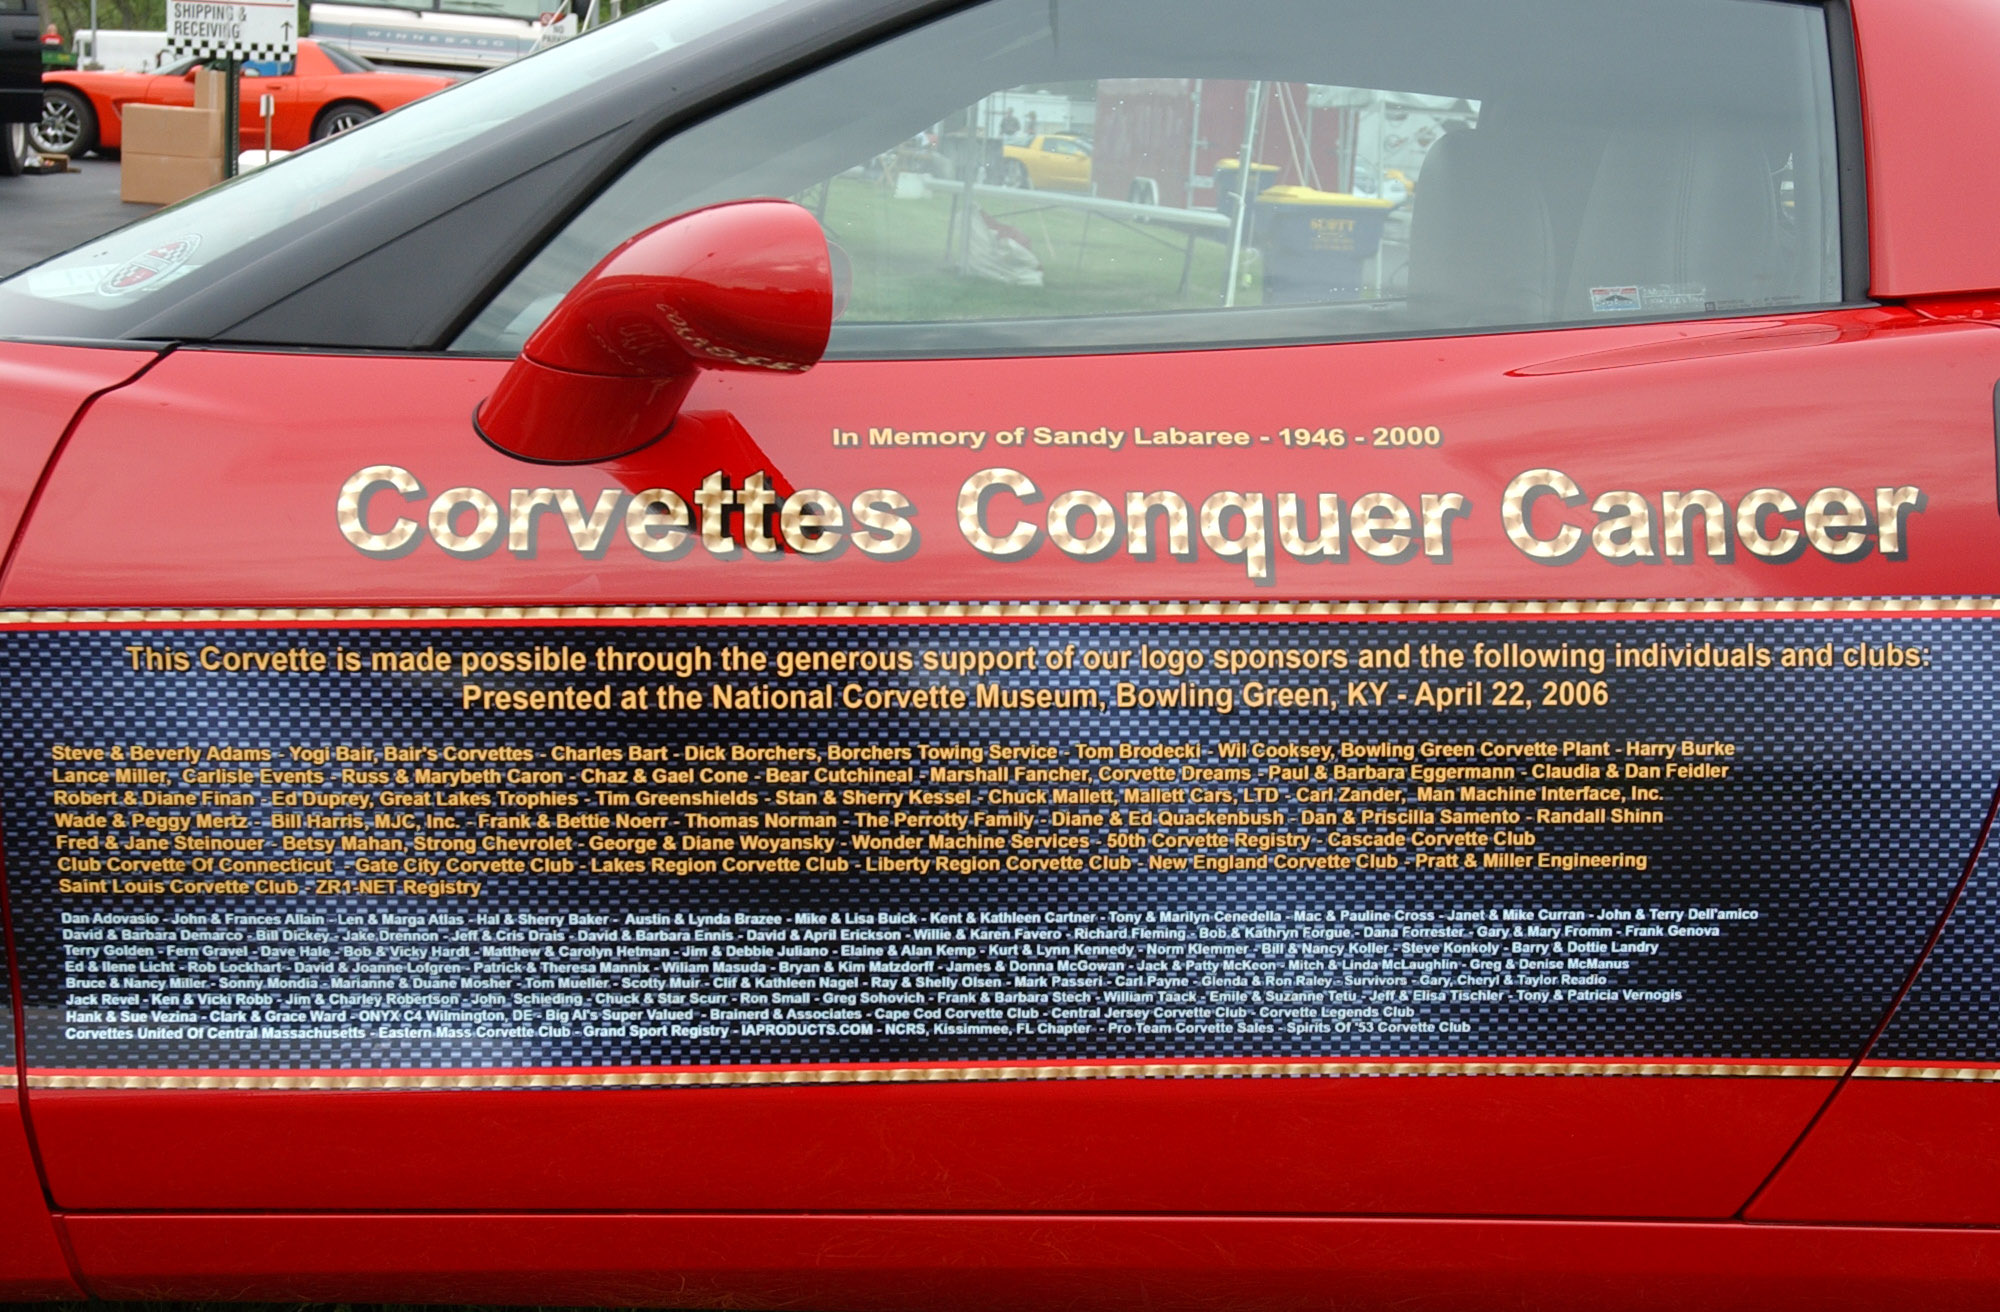 SHIPPING &
RECEIVING
WINNEBAGO
NO
SCOTT
In Memory of Sandy Labaree - 1946 - 2000
Corvettes Conquer Cancer
This Corvette is made possible through the generous support of our logo sponsors and the following individuals and clubs:
Presented at the National Corvette Museum, Bowling Green, KY - April 22, 2006
Steve & Beverly Adams - Yogi Bair, Bair's Corvettes - Charles Bart - Dick Borchers, Borchers Towing Service - Tom Brodecki - Wil Cooksey, Bowling Green Corvette Plant - Harry Burke
Lance Miller, Carlisle Events - Russ & Marybeth Caron - Chaz & Gael Cone - Bear Cutchineal - Marshall Fancher, Corvette Dreams - Paul & Barbara Eggermann - Claudia & Dan Feidler
Robert & Diane Finan - Ed Duprey, Great Lakes Trophies - Tim Greenshields - Stan & Sherry Kessel - Chuck Mallett, Mallett Cars, LTD - Carl Zander, Man Machine Interface, Inc.
Wade & Peggy Mertz - Bill Harris, MJC, Inc. - Frank & Bettie Noerr - Thomas Norman - The Perrotty Family - Diane & Ed Quackenbush - Dan & Priscilla Samento - Randall Shinn
Fred & Jane Steinouer - Betsy Mahan, Strong Chevrolet - George & Diane Woyansky - Wonder Machine Services - 50th Corvette Registry - Cascade Corvette Club
Club Corvette Of Connecticut - Gate City Corvette Club - Lakes Region Corvette Club - Liberty Region Corvette Club - New England Corvette Club - Pratt & Miller Engineering
Saint Louis Corvette Club - ZR1-NET Registry
Dan Adovasio - John & Frances Allain - Len & Marga Atlas - Hal & Sherry Baker - Austin & Lynda Brazee - Mike & Lisa Buick - Kent & Kathleen Cartner - Tony & Marilyn Cenedella - Mac & Pauline Cross - Janet & Mike Curran - John & Terry Dell'amico
David & Barbara Demarco - Bill Dickey - Jake Drennon - Jeff & Cris Drais - David & Barbara Ennis - David & April Erickson - Willie & Karen Favero - Richard Fleming - Bob & Kathryn Forgue - Dana Forrester - Gary & Mary Fromm - Frank Genova
Terry Golden - Fern Gravel - Dave Hale - Bob & Vicky Hardt - Matthew & Carolyn Hetman - Jim & Debbie Juliano - Elaine & Alan Kemp - Kurt & Lynn Kennedy - Norm Klemmer - Bill & Nancy Koller - Steve Konkoly - Barry & Dottie Landry
Ed & Ilene Licht - Rob Lockhart - David & Joanne Lofgren - Patrick & Theresa Mannix - Wiliam Masuda - Bryan & Kim Matzdorff - James & Donna McGowan - Jack & Patty McKeon - Mitch & Linda McLaughlin - Greg & Denise McManus
Bruce & Nancy Miller - Sonny Mondia - Marianne & Duane Mosher - Tom Mueller - Scotty Muir - Clif & Kathleen Nagel - Ray & Shelly Olsen - Mark Passeri - Carl Payne - Glenda & Ron Raley - Survivors - Gary, Cheryl & Taylor Readio
Jack Revel - Ken & Vicki Robb - Jim & Charley Robertson - John Schieding - Chuck & Star Scurr - Ron Small - Greg Sohovich - Frank & Barbara Stech - William Taack - Emile & Suzanne Tetu - Jeff & Elisa Tischler - Tony & Patricia Vernogis
Hank & Sue Vezina - Clark & Grace Ward - ONYX C4 Wilmington, DE - Big Al's Super Valued - Brainerd & Associates - Cape Cod Corvette Club - Central Jersey Corvette Club - Corvette Legends Club
Corvettes United Of Central Massachusetts - Eastern Mass Corvette Club - Grand Sport Registry - IAPRODUCTS.COM - NCRS, Kissimmee, FL Chapter - Pro Team Corvette Sales - Spirits Of '53 Corvette Club